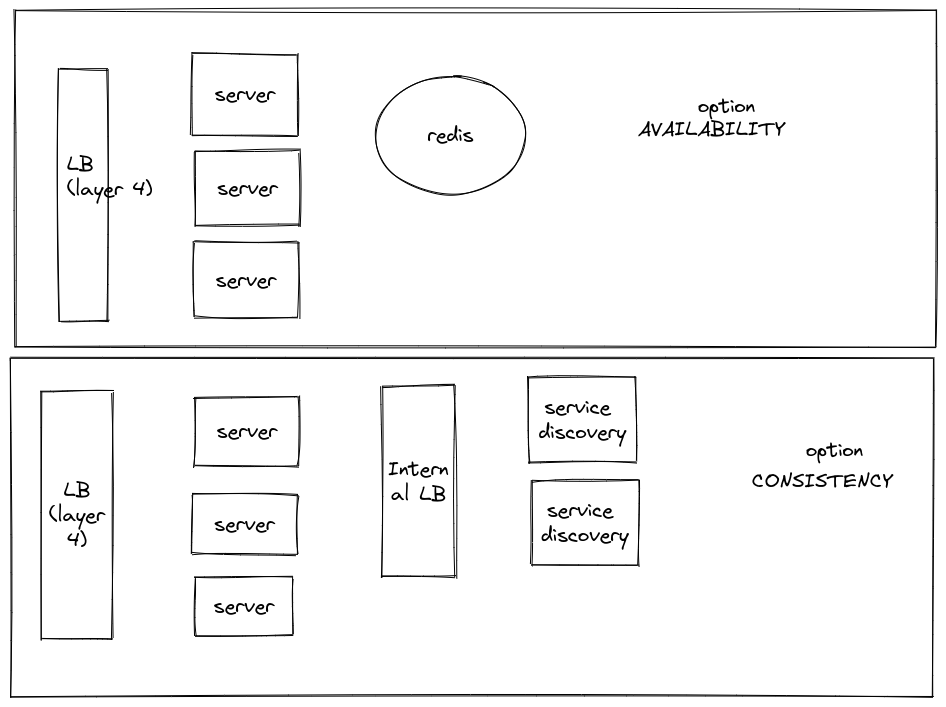 LB
(layer 4)
server
server
server
redis
option
AVAILABILITY
LB
(layer
4)
server
server
server
Intern
al LB
service
discovery
service
discovery
option
CONSISTENCY